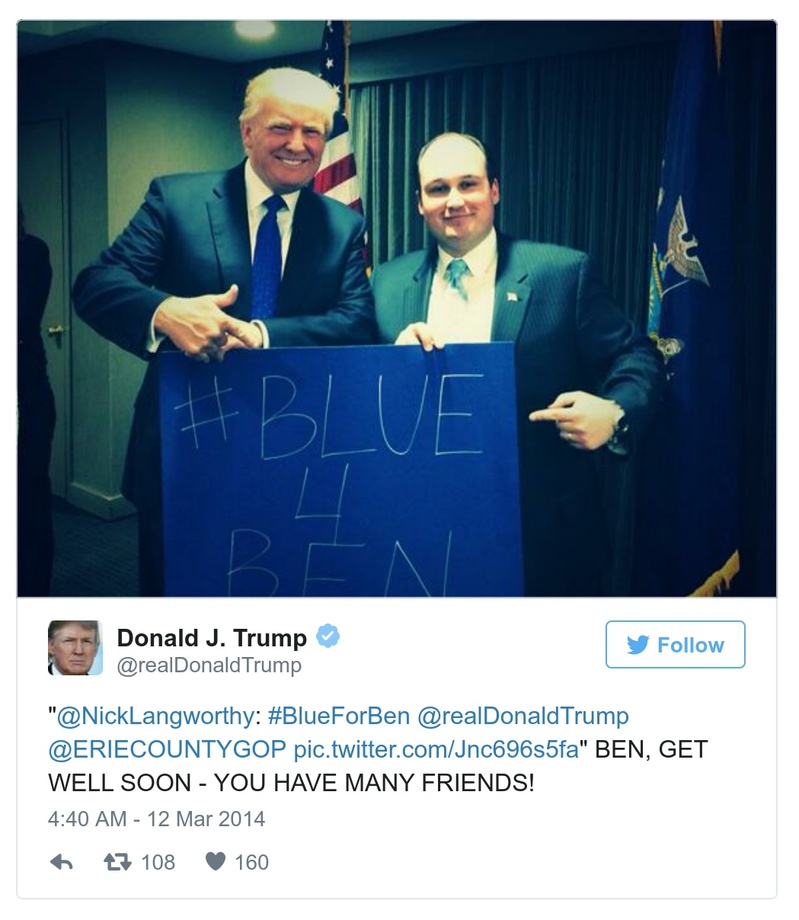 #BLUE
4
BEN
Donald J. Trump
@realDonaldTrump
Follow
"@NickLangworthy: #BlueForBen @realDonaldTrump
@ERIECOUNTYGOP pic.twitter.com/Jnc696s5fa" BEN, GET
WELL SOON - YOU HAVE MANY FRIENDS!
4:40 AM - 12 Mar 2014
108 160